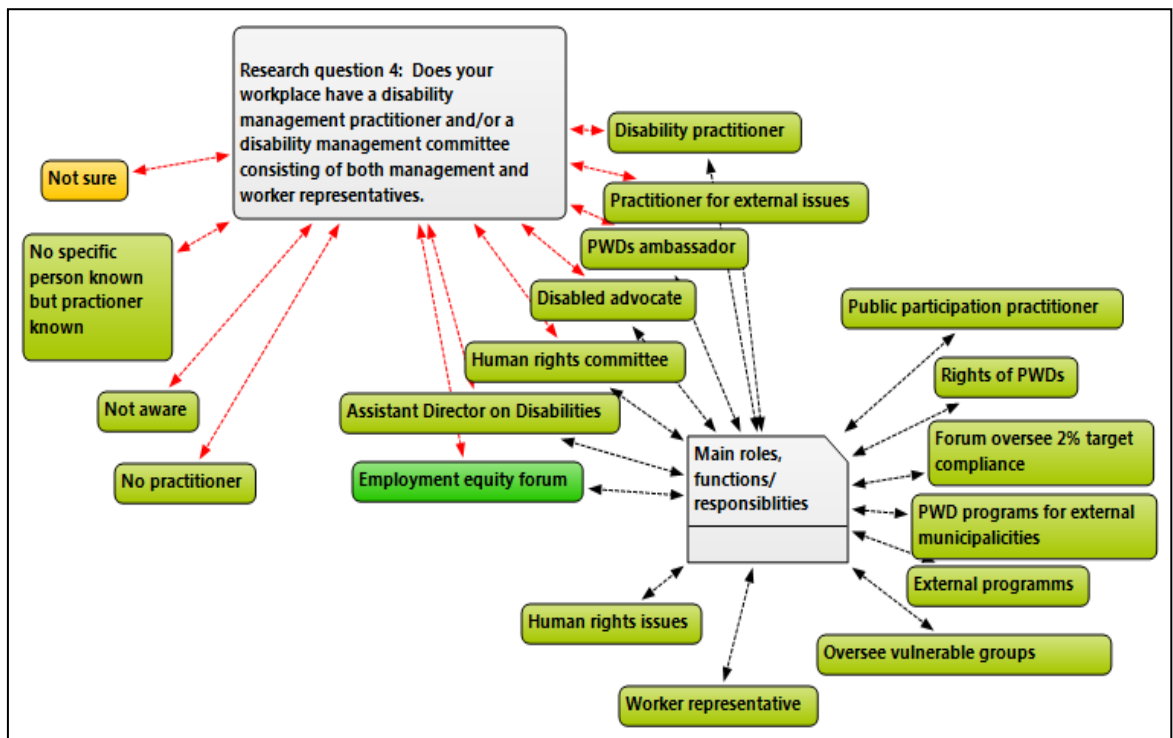 Research question 4:  Does your
workplace have a disability
management practitioner and/or a
disability management committee
consisting of both management and
worker representatives.
Disability practitioner
Not sure
Practitioner for external issues
No specific
person known
but practioner
known
PWDs ambassador
Disabled advocate
Public participation practitioner
Human rights committee
Rights of PWDs
Not aware
Assistant Director on Disabilities
Forum oversee 2% target
compliance
Main roles,
functions/
responsiblities
No practitioner
Employment equity forum
PWD programs for external
municipalicities
External programms
Human rights issues
Oversee vulnerable groups
Worker representative